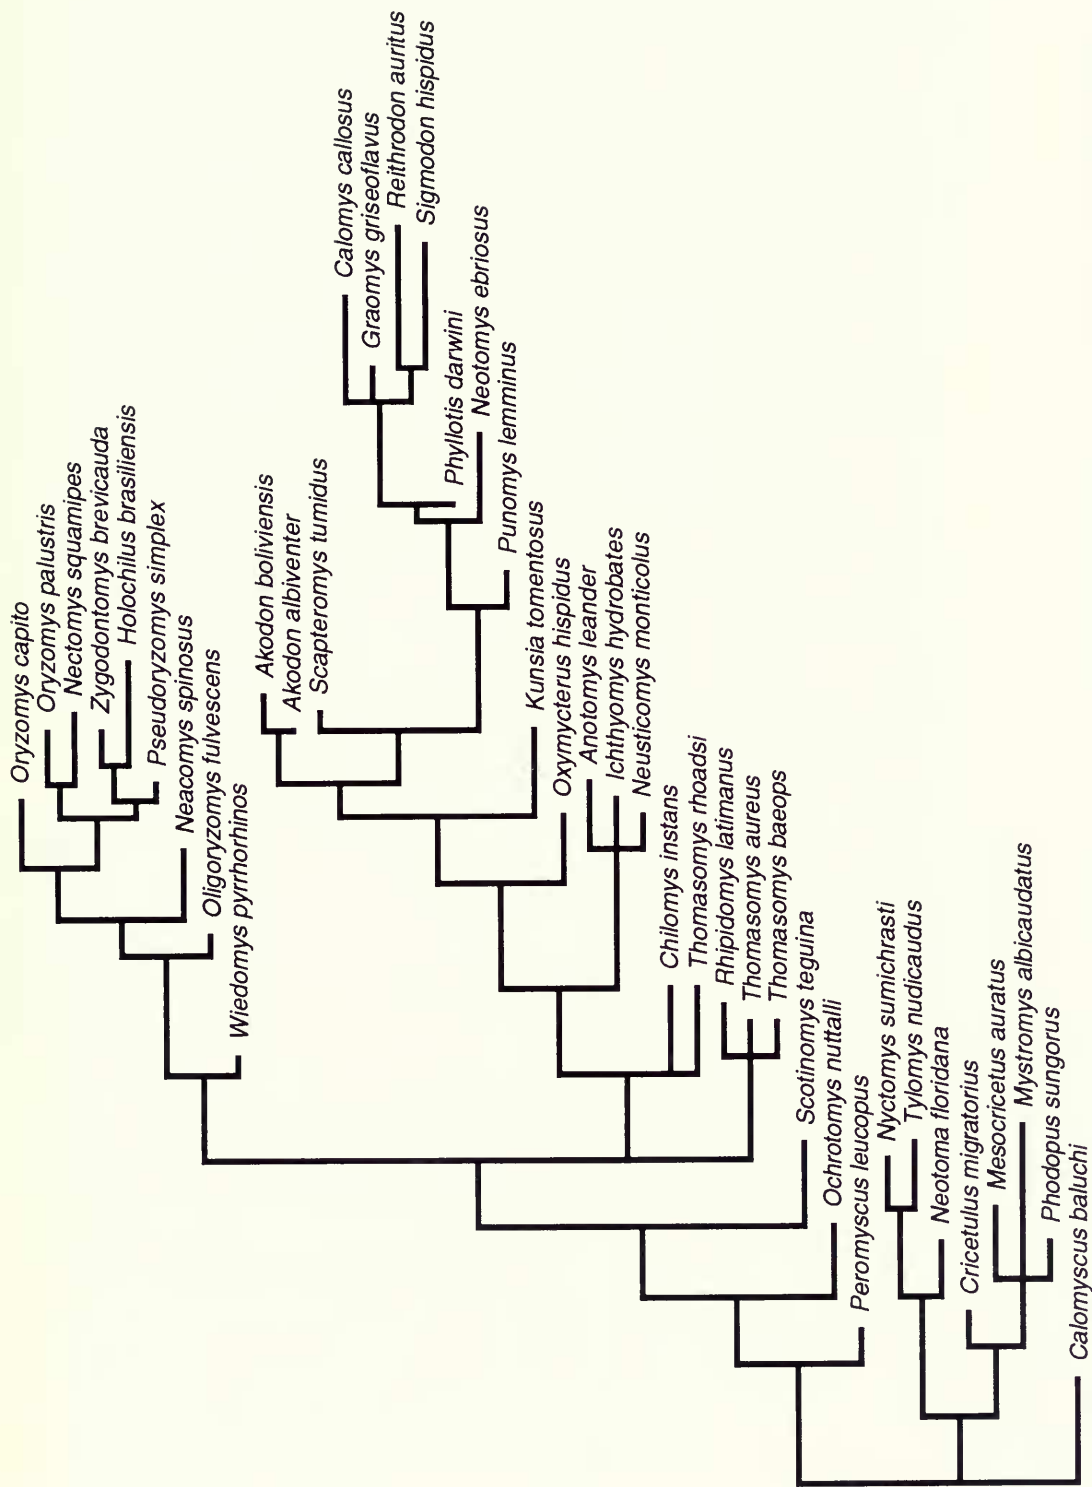 Oryzomys capito
Oryzomys palustris
Nectomys squamipes
Zygodontomys brevicauda
Holochilus brasiliensis
Pseudoryzomys simplex
Neacomys spinosus
Oligoryzomys fulvescens
Wiedomys pyrrhorhinos
Akodon boliviensis
Akodon albiventer
Scapteromys tumidus
Calomys callosus
Graomys griseoflavus
Reithrodon auritus
Sigmodon hispidus
Phyllotis darwini
Neotomys ebriosus
Punomys lemminus
Kunsia tomentosus
Oxymycterus hispidus
Anotomys leander
Ichthyomys hydrobates
Neusticomys monticolus
Chilomys instans
Thomasomys rhoadsi
Rhipidomys latimanus
Thomasomys aureus
Thomasomys baeops
Scotinomys teguina
Ochrotomys nuttalli
Peromyscus leucopus
Nyctomys sumichrasti
Tylomys nudicaudus
Neotoma floridana
Cricetulus migratorius
Mesocricetus auratus
Mystromys albicaudatus
Phodopus sungorus
Calomyscus baluchi